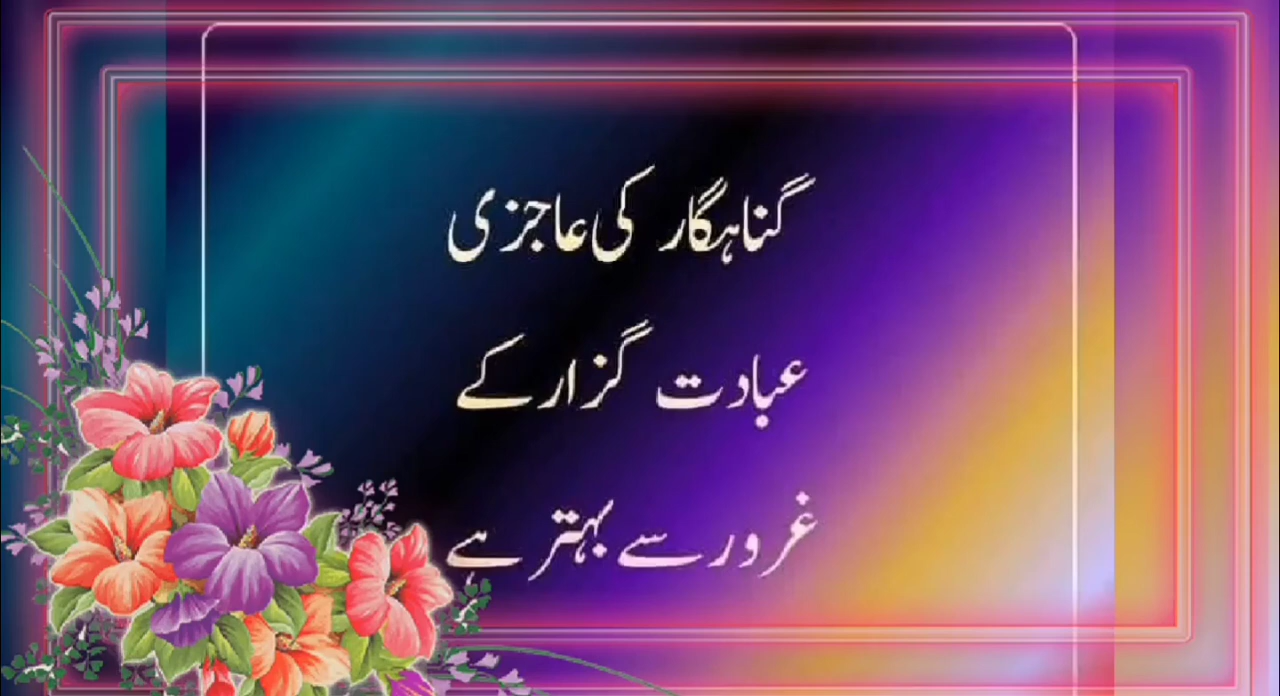 گناہگار کی عاجزی
عبادت گزار کے
غرور سے بہتر ہے